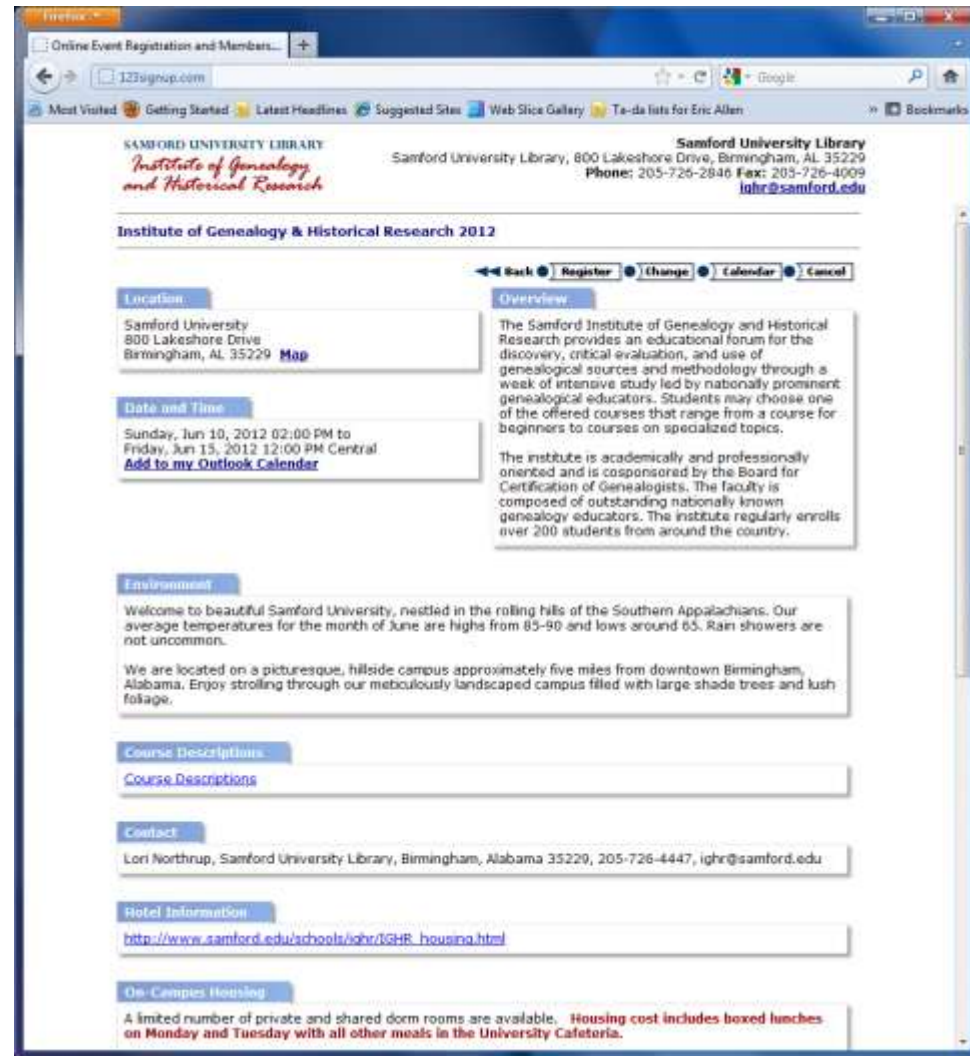 Firefox
Online Event Registration and Members... +
123signup.com
Google
Most Visited Getting Started Latest Headlines Suggested Sites Web Slice Gallery Ta-da lists for Eric Allen » Bookmarks
SAMFORD UNIVERSITY LIBRARY
Institute of Genealogy
and Historical Research
Samford University Library
Samford University Library, 800 Lakeshore Drive, Birmingham, AL 35229
Phone: 205-726-2846 Fax: 205-726-4009
ighr@samford.edu
Institute of Genealogy & Historical Research 2012
Back Register Change Calendar Cancel
Location
Samford University
800 Lakeshore Drive
Birmingham, AL 35229 Map
Date and Time
Sunday, Jun 10, 2012 02:00 PM to
Friday, Jun 15, 2012 12:00 PM Central
Add to my Outlook Calendar
Overview
The Samford Institute of Genealogy and Historical
Research provides an educational forum for the
discovery, critical evaluation, and use of
genealogical sources and methodology through a
week of intensive study led by nationally prominent
genealogical educators. Students may choose one
of the offered courses that range from a course for
beginners to courses on specialized topics.
The institute is academically and professionally
oriented and is cosponsored by the Board for
Certification of Genealogists. The faculty is
composed of outstanding nationally known
genealogy educators. The institute regularly enrolls
over 200 students from around the country.
Environment
Welcome to beautiful Samford University, nestled in the rolling hills of the Southern Appalachians. Our
average temperatures for the month of June are highs from 85-90 and lows around 65. Rain showers are
not uncommon.
We are located on a picturesque, hillside campus approximately five miles from downtown Birmingham,
Alabama. Enjoy strolling through our meticulously landscaped campus filled with large shade trees and lush
foliage.
Course Descriptions
Course Descriptions
Contact
Lori Northrup, Samford University Library, Birmingham, Alabama 35229, 205-726-4447, ighr@samford.edu
Hotel Information
http://www.samford.edu/schools/ighr/IGHR_housing.html
On-Campus Housing
A limited number of private and shared dorm rooms are available. Housing cost includes boxed lunches
on Monday and Tuesday with all other meals in the University Cafeteria.